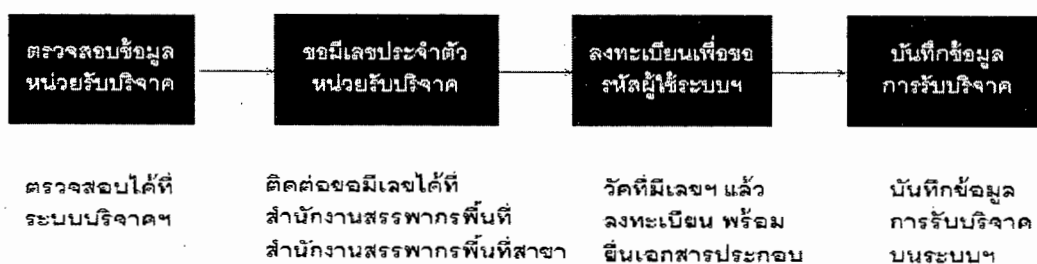 ตรวจสอบข้อมูล
หน่วยรับบริจาค
ขอมีเลขประจำตัว
หน่วยรับบริจาค
ลงทะเบียนเพื่อขอ
รหัสผู้ใช้ระบบฯ
บันทึกข้อมูล
การรับบริจาค
ตรวจสอบได้ที่
ระบบบริจาคฯ
ติดต่อขอมีเลขได้ที่
สำนักงานสรรพากรพื้นที่
สำนักงานสรรพากรพื้นที่สาขา
วัดที่มีเลขฯ แล้ว
ลงทะเบียน พร้อม
ยื่นเอกสารประกอบ
บันทึกข้อมูล
การรับบริจาค
บนระบบฯ